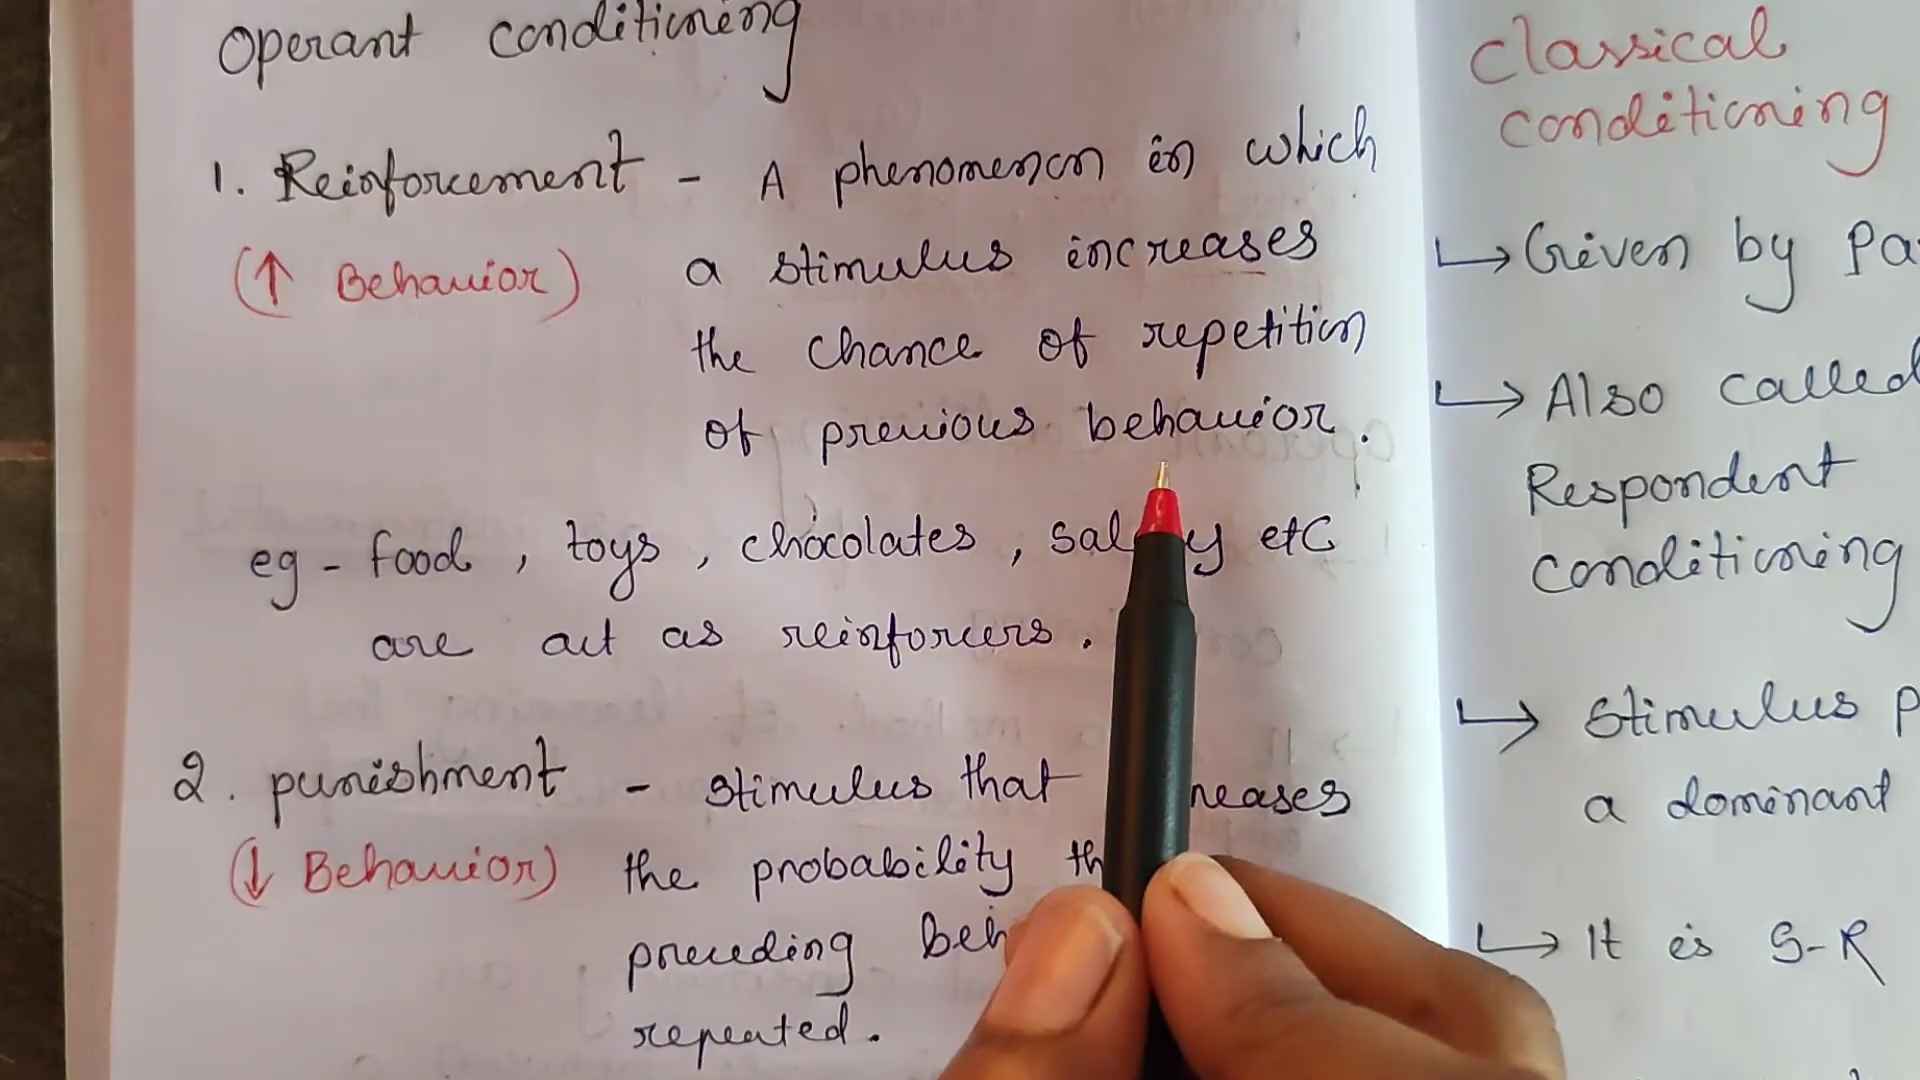 Operant conditioning
1. Reinforcement - A phenomenon in which
(↑ Behavior) a stimulus increases
the chance of repetition
of previous behavior.
eg - food, toys, chocolates, etc
are act as reinforcers.
2. punishment - stimulus that
(↓ Behavior) the probability
preceding
repeated.
Classical
conditioning
↳ Given by
↳ Also called
Respondent
conditioning
↳ Stimulus
a dominant
↳ It is S-R